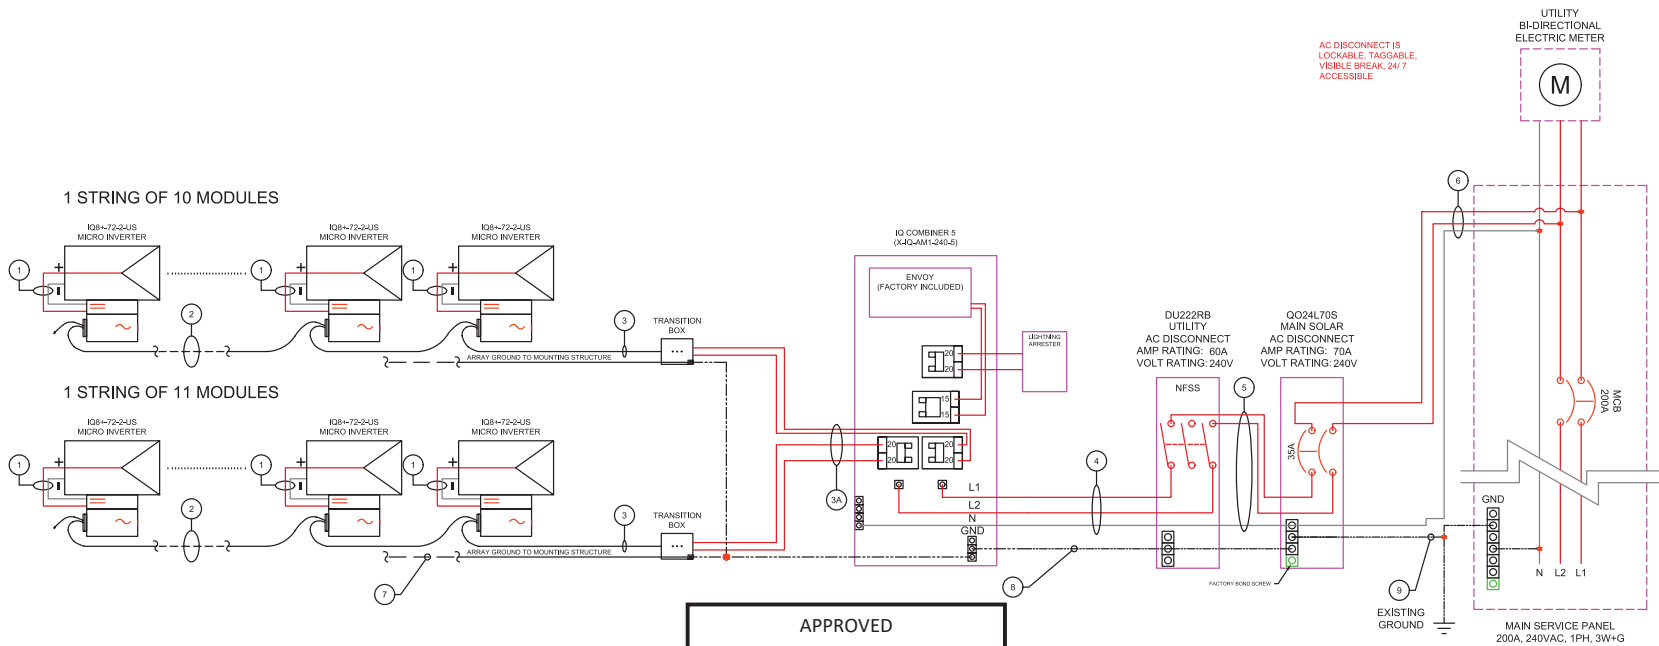 UTILITY
BI-DIRECTIONAL
ELECTRIC METER
AC DISCONNECT IS
LOCKABLE, TAGGABLE,
VISIBLE BREAK, 24/7
ACCESSIBLE
M
6
1 STRING OF 10 MODULES
IQ8+-72-2-US
MICRO INVERTER
IQ8+-72-2-US
MICRO INVERTER
IQ8+-72-2-US
MICRO INVERTER
1
1
1
2
3
TRANSITION
BOX
ARRAY GROUND TO MOUNTING STRUCTURE
IQ COMBINER 5
(X-IQ-AM1-240-5)
ENVOY
(FACTORY INCLUDED)
LIGHTNING
ARRESTER
20
20
15
15
20
20
20
20
3A
L1
L2
N
GND
DU222RB
UTILITY
AC DISCONNECT
AMP RATING: 60A
VOLT RATING: 240V
NFSS
QO24L70S
MAIN SOLAR
AC DISCONNECT
AMP RATING: 70A
VOLT RATING: 240V
35A
4
5
MCB
200A
1 STRING OF 11 MODULES
IQ8+-72-2-US
MICRO INVERTER
IQ8+-72-2-US
MICRO INVERTER
IQ8+-72-2-US
MICRO INVERTER
1
1
1
2
3
TRANSITION
BOX
ARRAY GROUND TO MOUNTING STRUCTURE
7
8
FACTORY BOND SCREW
9
EXISTING
GROUND
GND
N L2 L1
MAIN SERVICE PANEL
200A, 240VAC, 1PH, 3W+G
APPROVED